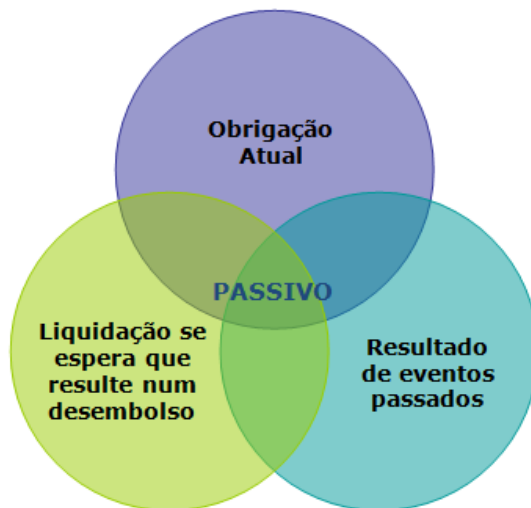 Obrigação
Atual
PASSIVO
Liquidação se
espera que
resulte num
desembolso
Resultado
de eventos
passados